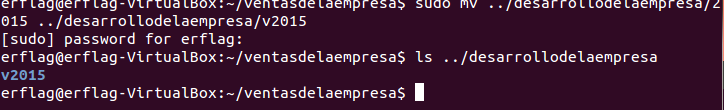 erflag@erflag-VirtualBox:~/ventasdelaempresa$ sudo mv ../desarrollodelaempresa/2
015 ../desarrollodelaempresa/v2015
[sudo] password for erflag:
erflag@erflag-VirtualBox:~/ventasdelaempresa$ ls ../desarrollodelaempresa
v2015
erflag@erflag-VirtualBox:~/ventasdelaempresa$